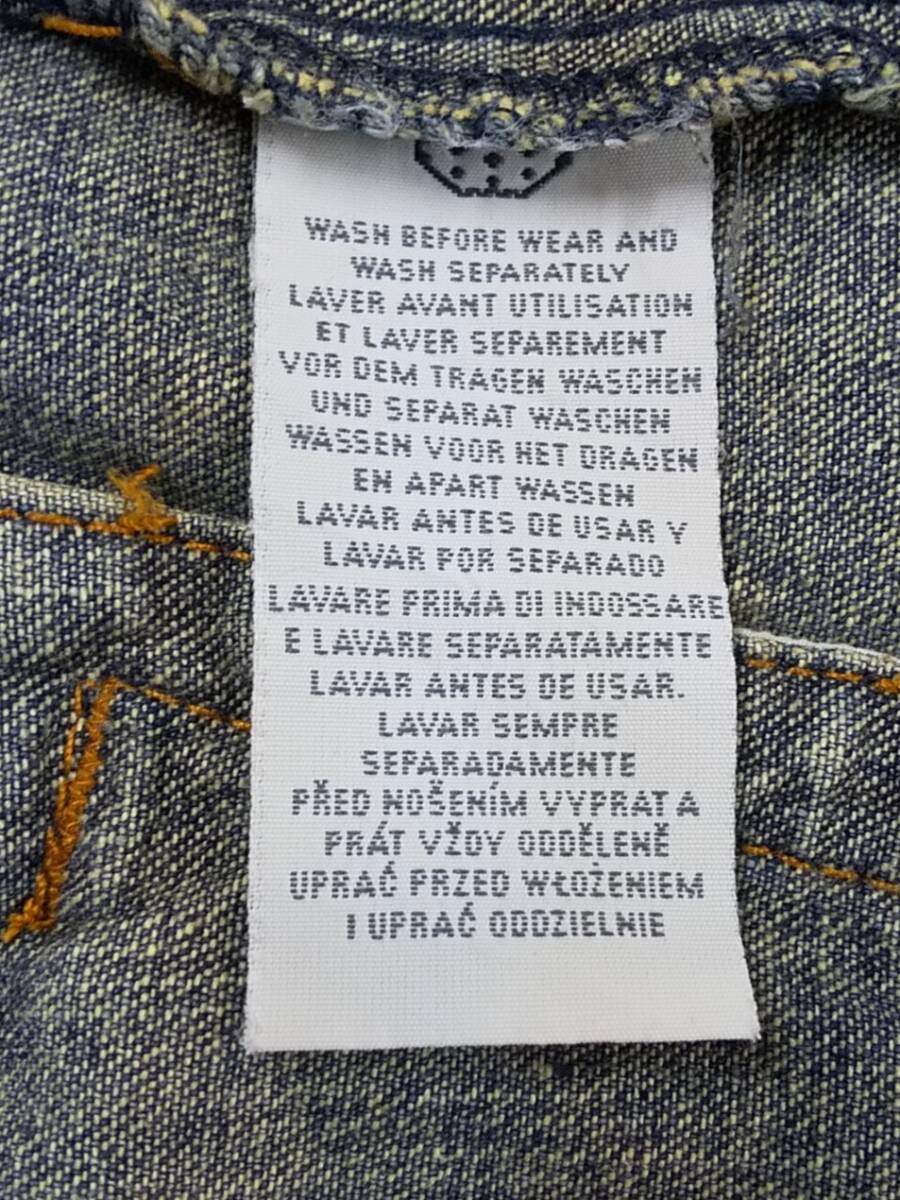 WASH BEFORE WEAR AND
WASH SEPARATELY
LAVER AVANT UTILISATION
ET LAVER SEPAREMENT
VOR DEM TRAGEN WASCHEN
UND SEPARAT WASCHEN
WASSEN VOOR HET DRAGEN
EN APART WASSEN
LAVAR ANTES DE USAR Y
LAVAR POR SEPARADO
LAVARE PRIMA DI INDOSSARE
E LAVARE SEPARATAMENTE
LAVAR ANTES DE USAR.
LAVAR SEMPRE
SEPARADAMENTE
PŘED NOŠENÍM VYPRAT A
PRÁT VŽDY ODDĚLENĚ
UPRAĆ PRZED WŁOŻENIEM
I UPRAĆ ODDZIELNIE